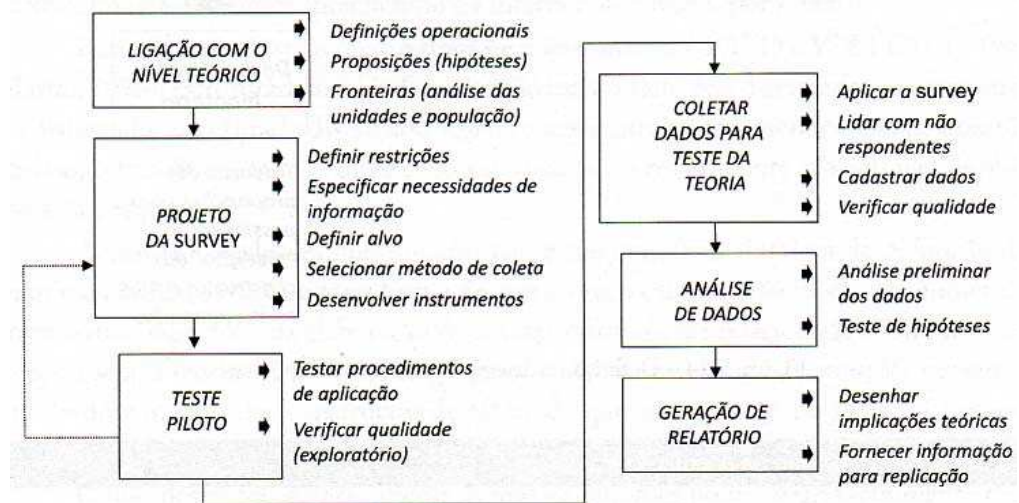 LIGAÇÃO COM O
NÍVEL TEÓRICO
Definições operacionais
Proposições (hipóteses)
Fronteiras (análise das
unidades e população)
PROJETO
DA SURVEY
Definir restrições
Especificar necessidades de
informação
Definir alvo
Selecionar método de coleta
Desenvolver instrumentos
TESTE
PILOTO
Testar procedimentos
de aplicação
Verificar qualidade
(exploratório)
COLETAR
DADOS PARA
TESTE DA
TEORIA
Aplicar a survey
Lidar com não
respondentes
Cadastrar dados
Verificar qualidade
ANÁLISE
DE DADOS
Análise preliminar
dos dados
Teste de hipóteses
GERAÇÃO DE
RELATÓRIO
Desenhar
implicações teóricas
Fornecer informação
para replicação